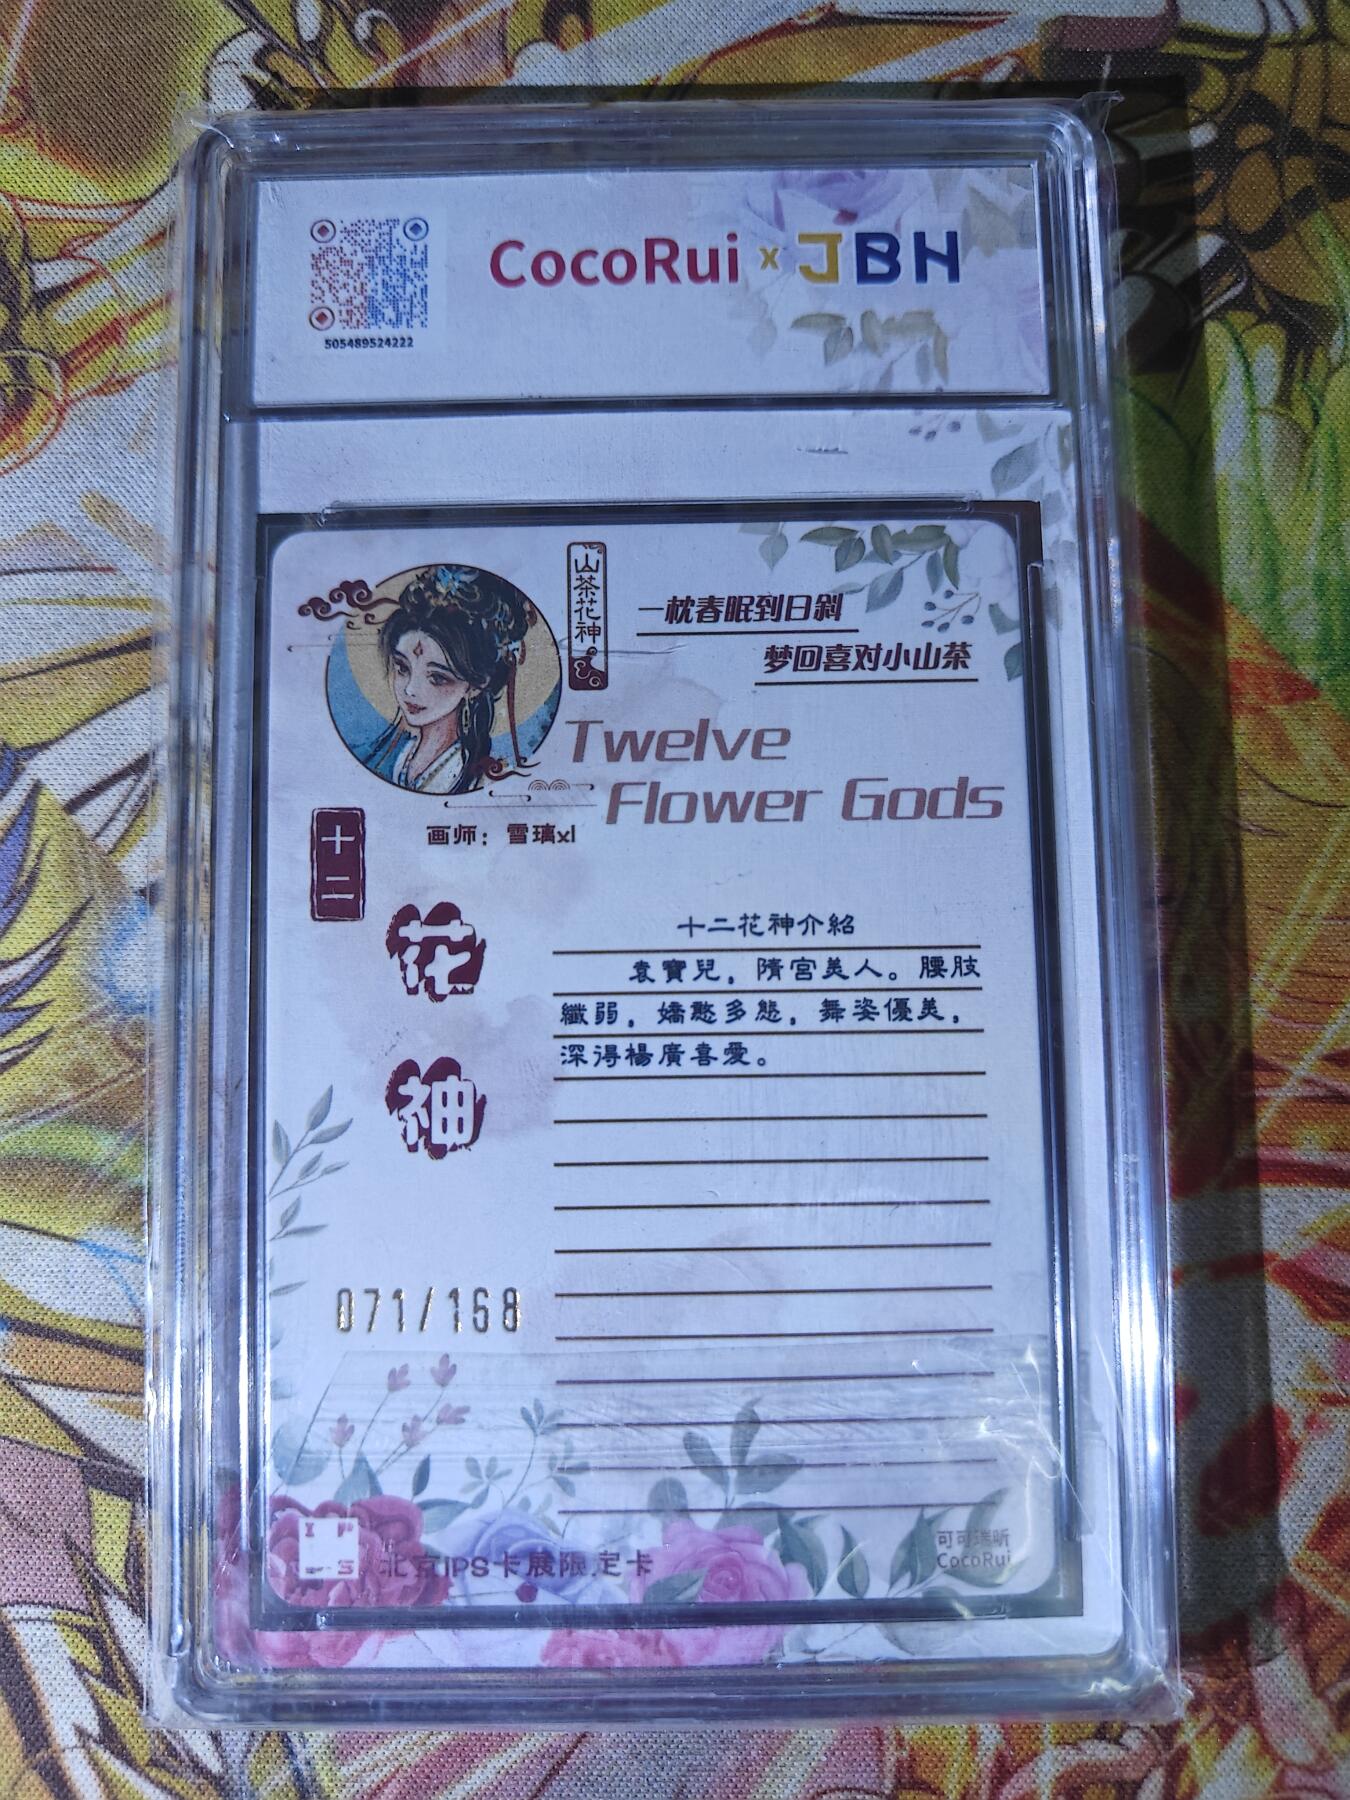 CocoRui x JBH
505489524222
山茶花神
一枕春眠到日斜
梦回喜对小山茶
Twelve
Flower Gods
画师：雪璃xl
十二
花神
十二花神介紹
袁寶兒，隋宮美人。腰肢
纖弱，嬌憨多態，舞姿優美，
深得楊廣喜愛。
071/168
IPS
北京IPS卡展限定卡
可可瑞昕
CocoRui